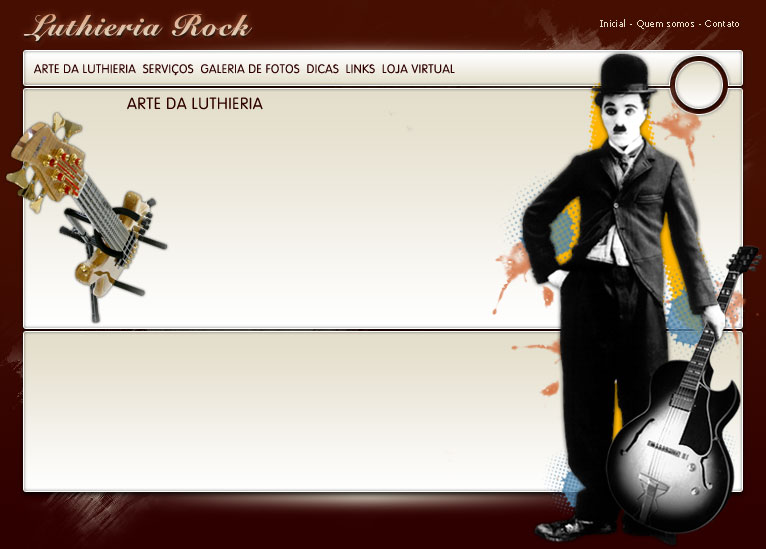 Luthieria Rock
Inicial - Quem somos - Contato
ARTE DA LUTHIERIA SERVIÇOS GALERIA DE FOTOS DICAS LINKS LOJA VIRTUAL
ARTE DA LUTHIERIA